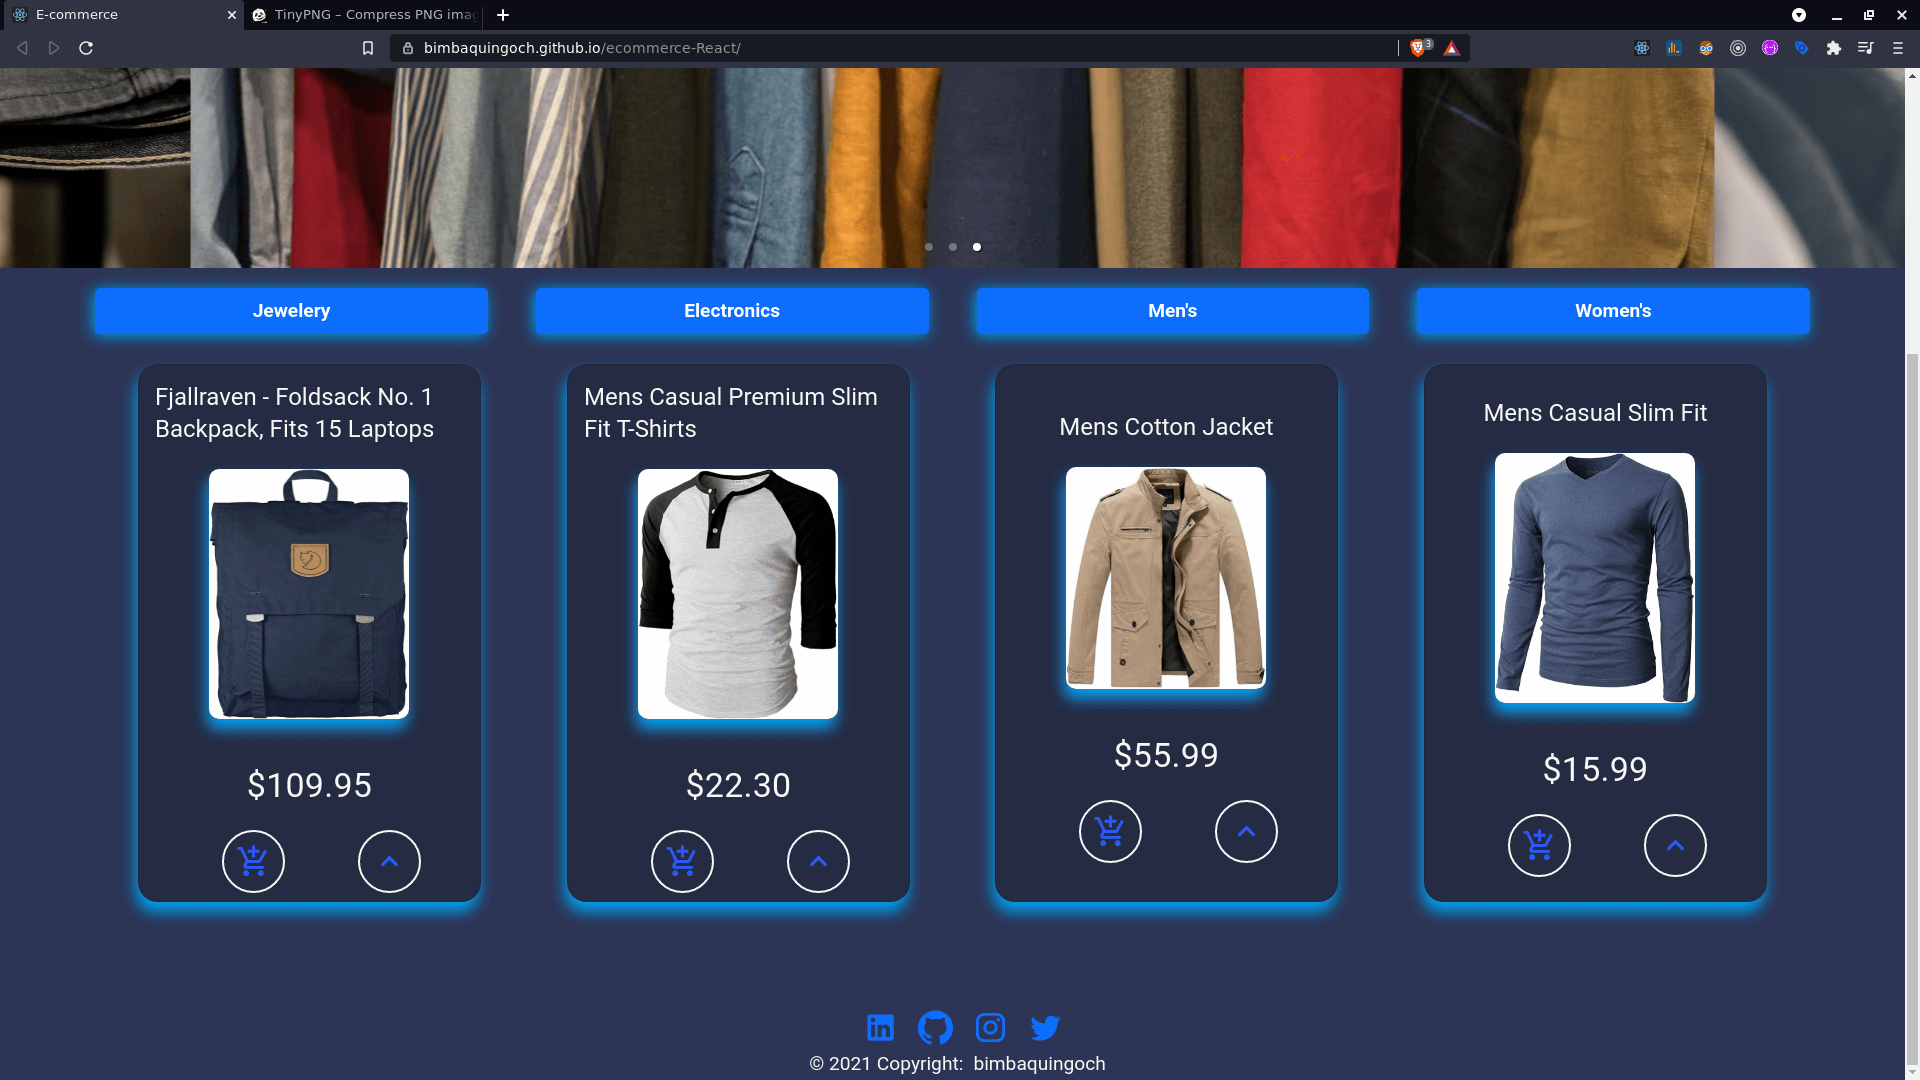 E-commerce
TinyPNG – Compress PNG imag
bimbaquingoch.github.io/ecommerce-React/
3
Jewelery
Electronics
Men's
Women's
Fjallraven - Foldsack No. 1
Backpack, Fits 15 Laptops
$109.95
Mens Casual Premium Slim
Fit T-Shirts
$22.30
Mens Cotton Jacket
$55.99
Mens Casual Slim Fit
$15.99
© 2021 Copyright: bimbaquingoch